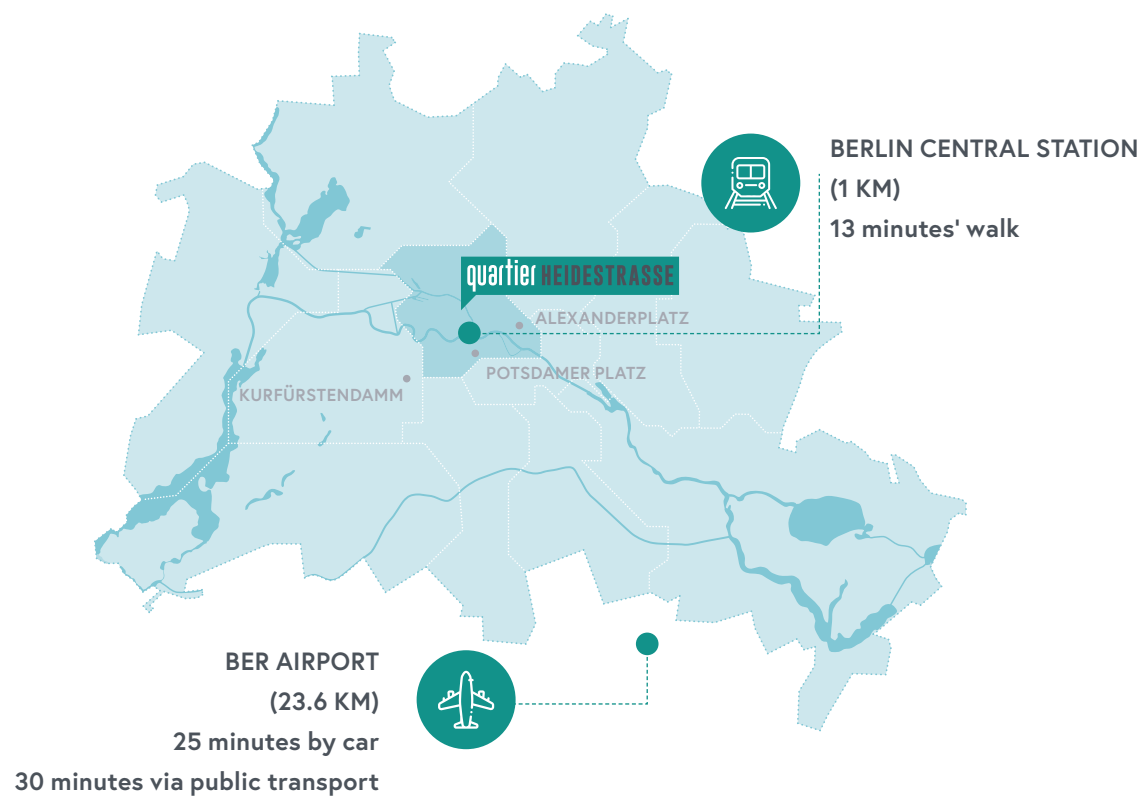 BERLIN CENTRAL STATION
(1 KM)
13 minutes' walk
quartier HEIDESTRASSE
ALEXANDERPLATZ
POTSDAMER PLATZ
KURFÜRSTENDAMM
BER AIRPORT
(23.6 KM)
25 minutes by car
30 minutes via public transport